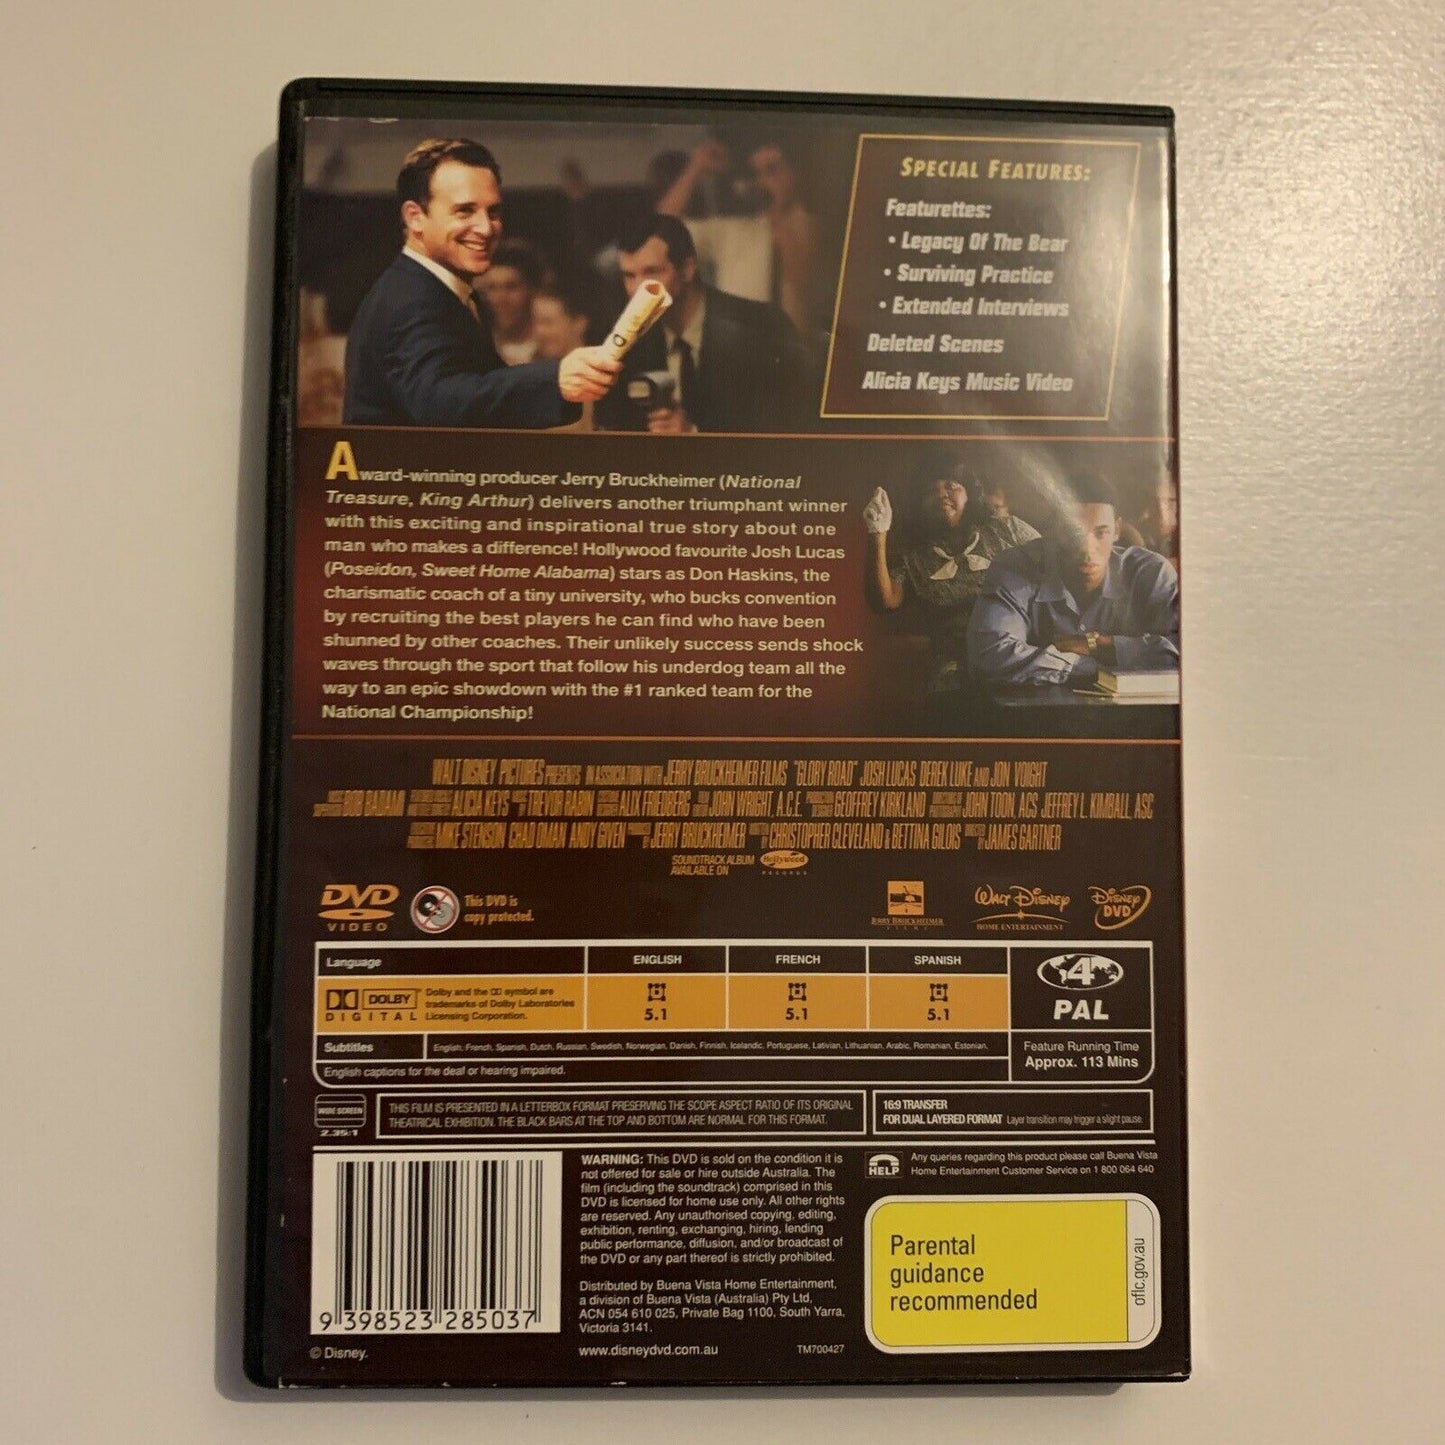 SPECIAL FEATURES:
Featurettes:
• Legacy Of The Bear
• Surviving Practice
• Extended Interviews
Deleted Scenes
Alicia Keys Music Video
Award-winning producer Jerry Bruckheimer (National
Treasure, King Arthur) delivers another triumphant winner
with this exciting and inspirational true story about one
man who makes a difference! Hollywood favourite Josh Lucas
(Poseidon, Sweet Home Alabama) stars as Don Haskins, the
charismatic coach of a tiny university, who bucks convention
by recruiting the best players he can find who have been
shunned by other coaches. Their unlikely success sends shock
waves through the sport that follow his underdog team all the
way to an epic showdown with the #1 ranked team for the
National Championship!
WALT DISNEY PICTURES PRESENTS IN ASSOCIATION WITH JERRY BRUCKHEIMER FILMS "GLORY ROAD" JOSH LUCAS DEREK LUKE AND JON VOIGHT
BOB BADAMI ALICIA KEYS TREVOR RABIN ALIX FRIEDBERG JOHN WRIGHT, A.C.E. GEOFFREY KIRKLAND JOHN TOON, ACS JEFFREY L. KIMBALL, ASC
MIKE STENSON CHAD OMAN ANDY GIVEN JERRY BRUCKHEIMER CHRISTOPHER CLEVELAND & BETTINA GILOIS JAMES GARTNER
SOUNDTRACK ALBUM
AVAILABLE ON
Hollywood
RECORDS
DVD
VIDEO
This DVD is
copy protected.
JERRY BRUCKHEIMER
FILMS
WALT DISNEY
HOME ENTERTAINMENT
DISNEY
DVD
Language
ENGLISH
FRENCH
SPANISH
DOLBY
DIGITAL
Dolby and the DD symbol are
trademarks of Dolby Laboratories
Licensing Corporation.
5.1
5.1
5.1
4
PAL
Subtitles
English, French, Spanish, Dutch, Russian, Swedish, Norwegian, Danish, Finnish, Icelandic, Portuguese, Latvian, Lithuanian, Arabic, Romanian, Estonian.
English captions for the deaf or hearing impaired.
Feature Running Time
Approx. 113 Mins
WIDE SCREEN
2.35:1
THIS FILM IS PRESENTED IN A LETTERBOX FORMAT PRESERVING THE SCOPE ASPECT RATIO OF ITS ORIGINAL
THEATRICAL EXHIBITION. THE BLACK BARS AT THE TOP AND BOTTOM ARE NORMAL FOR THIS FORMAT.
16:9 TRANSFER
FOR DUAL LAYERED FORMAT Layer transition may trigger a slight pause.
WARNING: This DVD is sold on the condition it is
not offered for sale or hire outside Australia. The
film (including the soundtrack) comprised in this
DVD is licensed for home use only. All other rights
are reserved. Any unauthorised copying, editing,
exhibition, renting, exchanging, hiring, lending
public performance, diffusion, and/or broadcast of
the DVD or any part thereof is strictly prohibited.
Distributed by Buena Vista Home Entertainment,
a division of Buena Vista (Australia) Pty Ltd,
ACN 054 610 025, Private Bag 1100, South Yarra,
Victoria 3141.
www.disneydvd.com.au
TM700427
HELP
Any queries regarding this product please call Buena Vista
Home Entertainment Customer Service on 1 800 064 640
Parental
guidance
recommended
oflc.gov.au
9 398523 285037
© Disney.